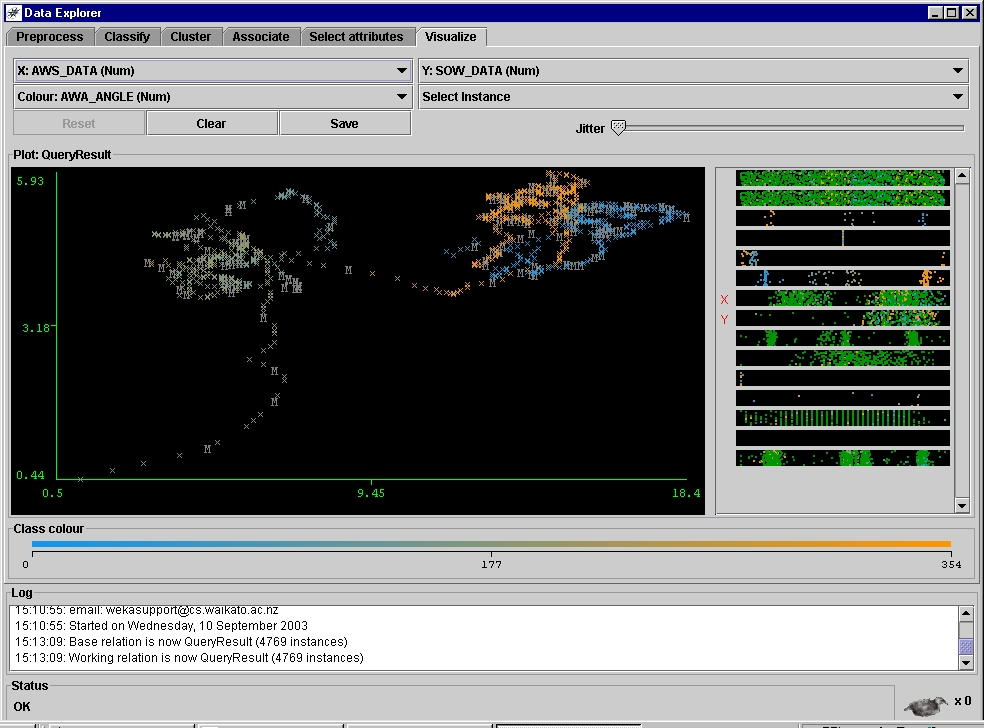 Data Explorer
Preprocess Classify Cluster Associate Select attributes Visualize
X: AWS_DATA (Num) Y: SOW_DATA (Num)
Colour: AWA_ANGLE (Num) Select Instance
Reset Clear Save Jitter
Plot: QueryResult
5.93
3.18
0.44
0.5 9.45 18.4
X
Y
Class colour
0 177 354
Log
15:10:55: email: wekasupport@cs.waikato.ac.nz
15:10:55: Started on Wednesday, 10 September 2003
15:13:09: Base relation is now QueryResult (4769 instances)
15:13:09: Working relation is now QueryResult (4769 instances)
Status
OK x 0